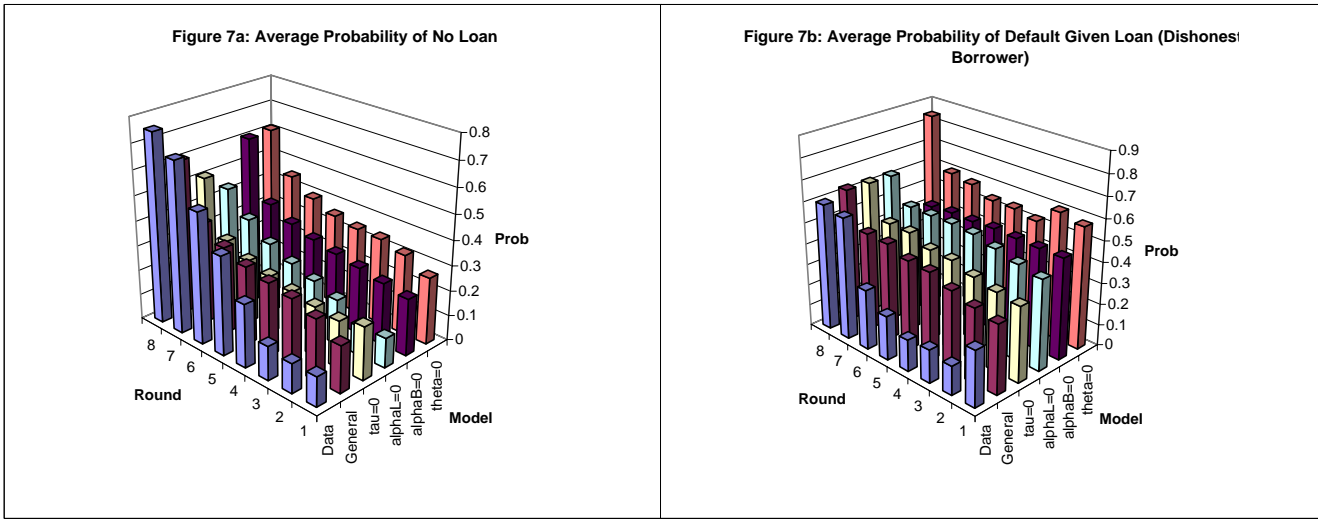 Figure 7a: Average Probability of No Loan
0.8
0.7
0.6
0.5
0.4
0.3
0.2
0.1
0
Prob
8
7
6
5
4
3
2
1
Round
Data
General
tau=0
alphaL=0
alphaB=0
theta=0
Model
Figure 7b: Average Probability of Default Given Loan (Dishonest
Borrower)
0.9
0.8
0.7
0.6
0.5
0.4
0.3
0.2
0.1
0
Prob
8
7
6
5
4
3
2
1
Round
Data
General
tau=0
alphaL=0
alphaB=0
theta=0
Model